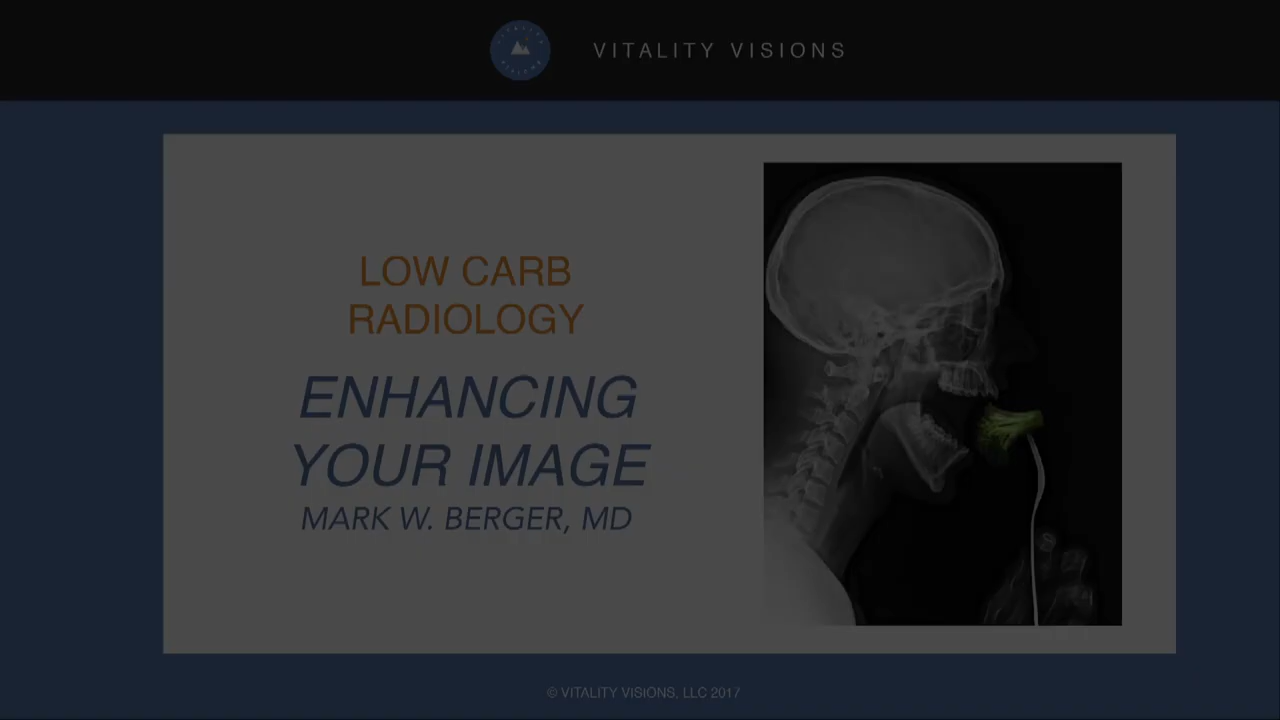 VITALITY VISIONS
LOW CARB
RADIOLOGY
ENHANCING
YOUR IMAGE
MARK W. BERGER, MD
© VITALITY VISIONS. LLC 2017